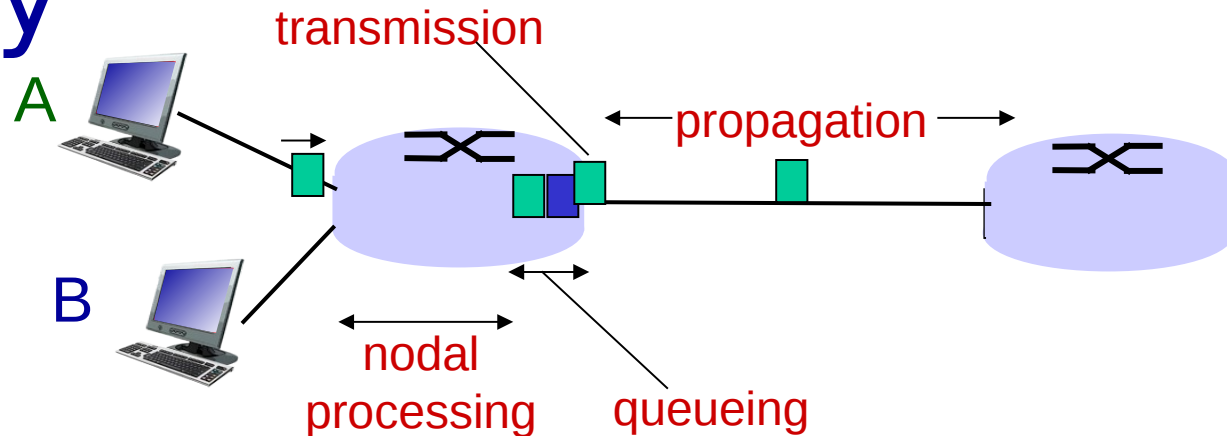 y
transmission
A
propagation
B
nodal
processing
queueing